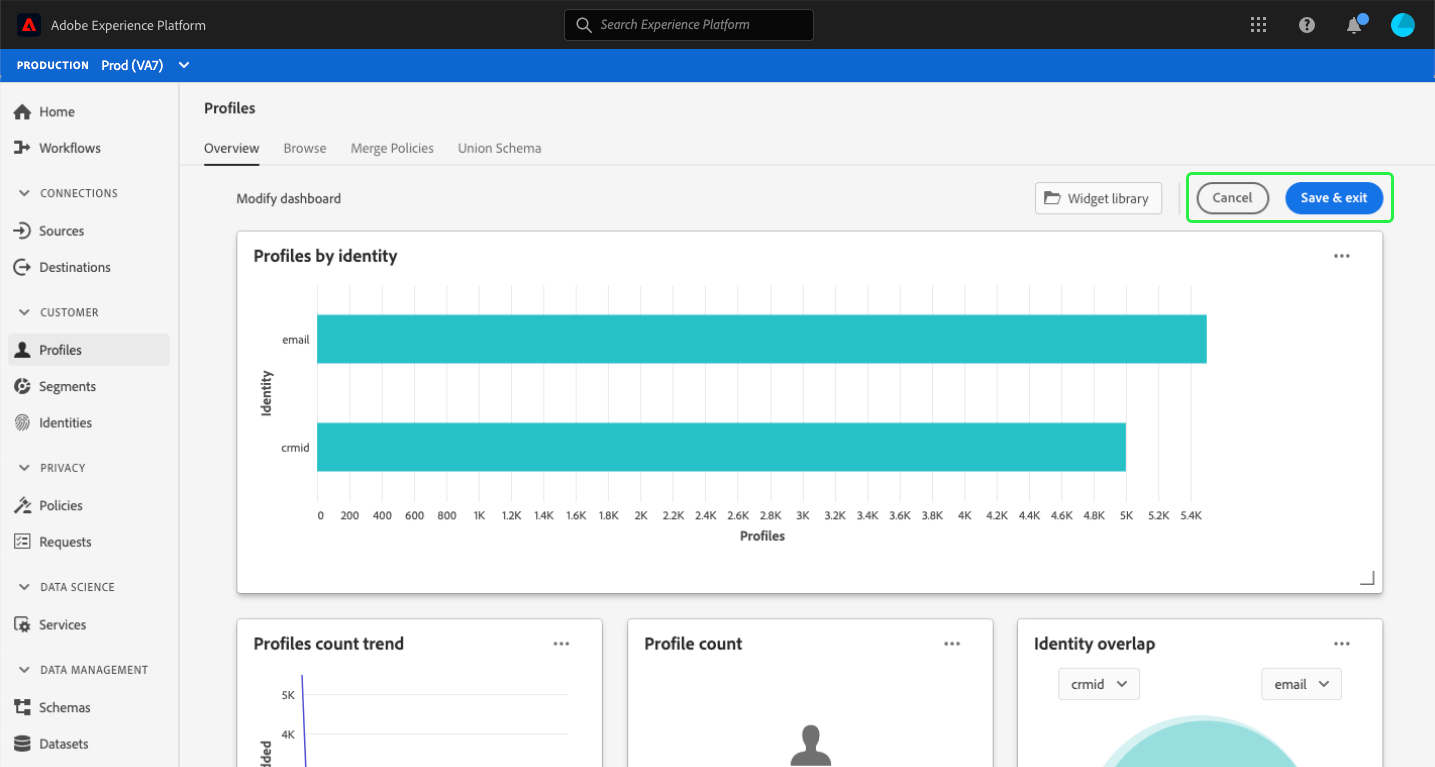 Adobe Experience Platform
Search Experience Platform
PRODUCTION Prod (VA7)
Home
Workflows
CONNECTIONS
Sources
Destinations
CUSTOMER
Profiles
Segments
Identities
PRIVACY
Policies
Requests
DATA SCIENCE
Services
DATA MANAGEMENT
Schemas
Datasets
Profiles
Overview Browse Merge Policies Union Schema
Modify dashboard Widget library Cancel Save & exit
Profiles by identity
email
Identity
crmid
0 200 400 600 800 1K 1.2K 1.4K 1.6K 1.8K 2K 2.2K 2.4K 2.6K 2.8K 3K 3.2K 3.4K 3.6K 3.8K 4K 4.2K 4.4K 4.6K 4.8K 5K 5.2K 5.4K
Profiles
Profiles count trend
5K
4K
dded
Profile count
Identity overlap
crmid email